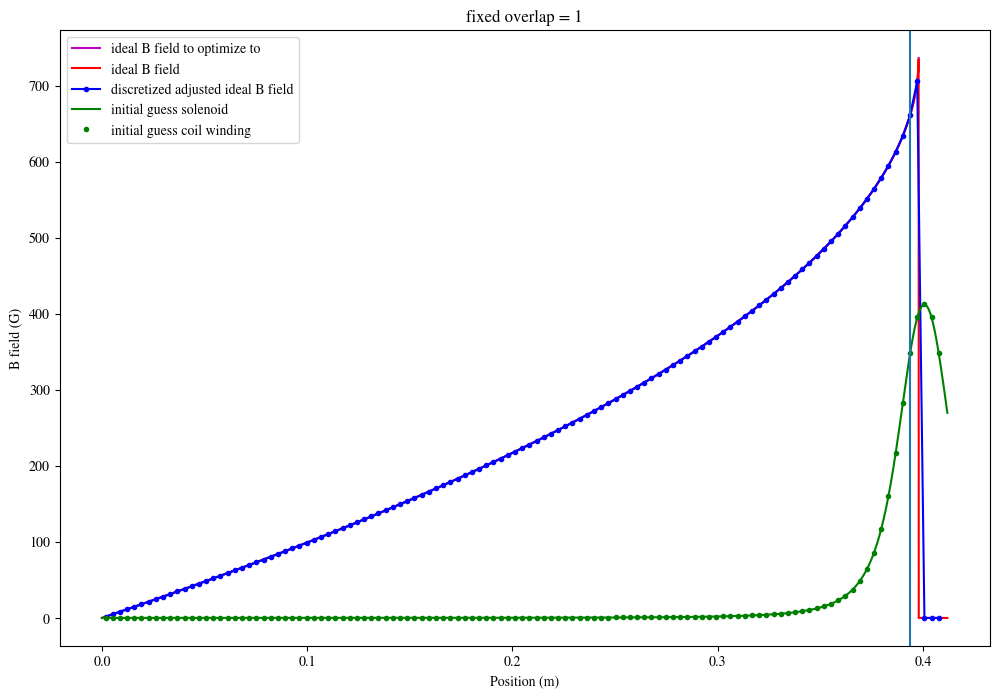 fixed overlap = 1
ideal B field to optimize to
ideal B field
discretized adjusted ideal B field
initial guess solenoid
initial guess coil winding
B field (G)
700
600
500
400
300
200
100
0
0.0 0.1 0.2 0.3 0.4
Position (m)